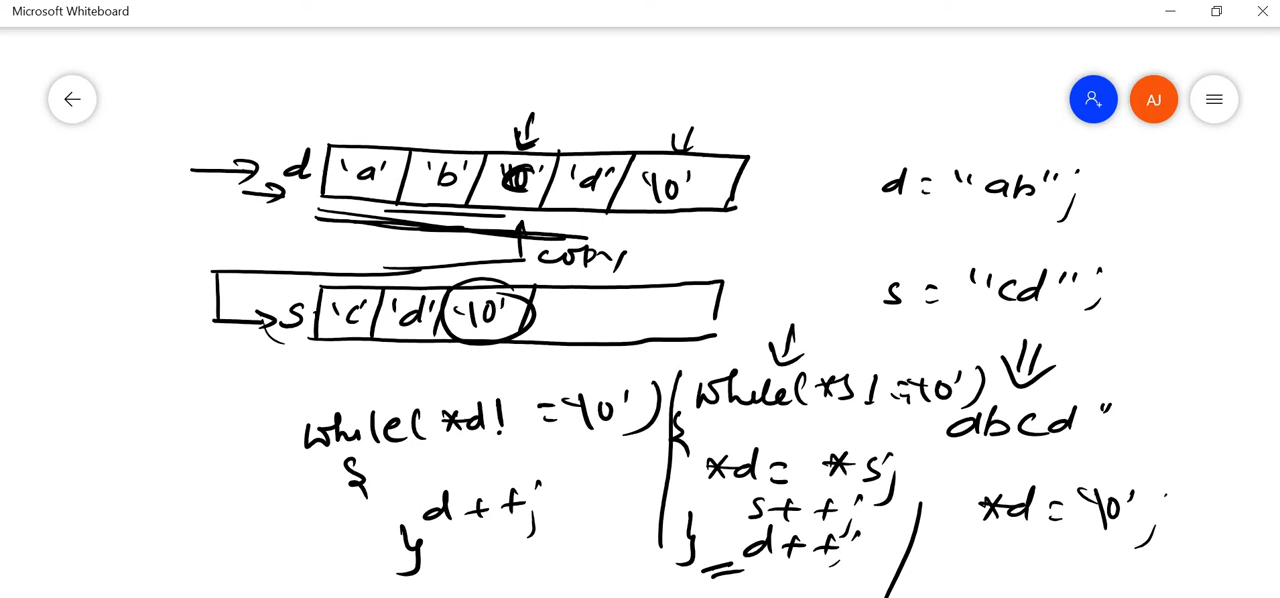 Microsoft Whiteboard
AJ
d 'a' 'b' 'd' '\0'
d = "ab";
copy
s 'c' 'd' '\0'
s = "cd";
while(*d! = '\0')
{
d++;
}
while(*s != '\0')
{
*d = *s;
s++;
} d++;
abcd"
*d = '\0';